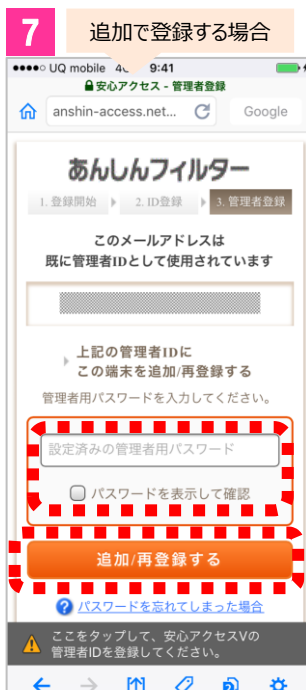 7
追加で登録する場合
UQ mobile 4G 9:41
安心アクセス - 管理者登録
anshin-access.net...
Google
あんしんフィルター
1. 登録開始
2. ID登録
3. 管理者登録
このメールアドレスは
既に管理者IDとして使用されています
上記の管理者IDに
この端末を追加/再登録する
管理者用パスワードを入力してください。
設定済みの管理者用パスワード
パスワードを表示して確認
追加/再登録する
パスワードを忘れてしまった場合
ここをタップして、安心アクセスVの
管理者IDを登録してください。